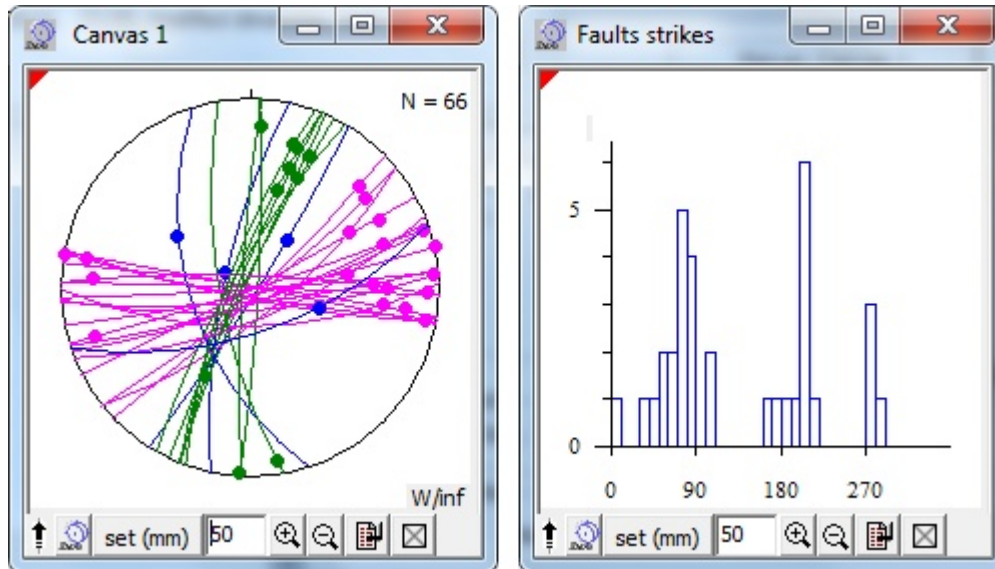 Canvas 1
N = 66
W/inf
set (mm) 50
Faults strikes
5
0
0 90 180 270
set (mm) 50